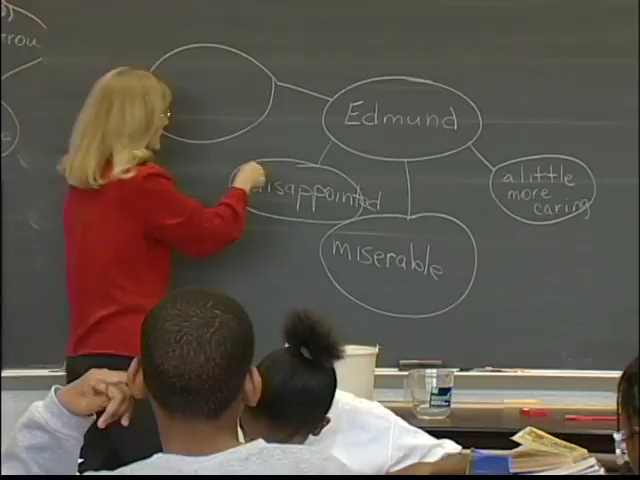 Edmund
disappointed
a little
more
caring
miserable